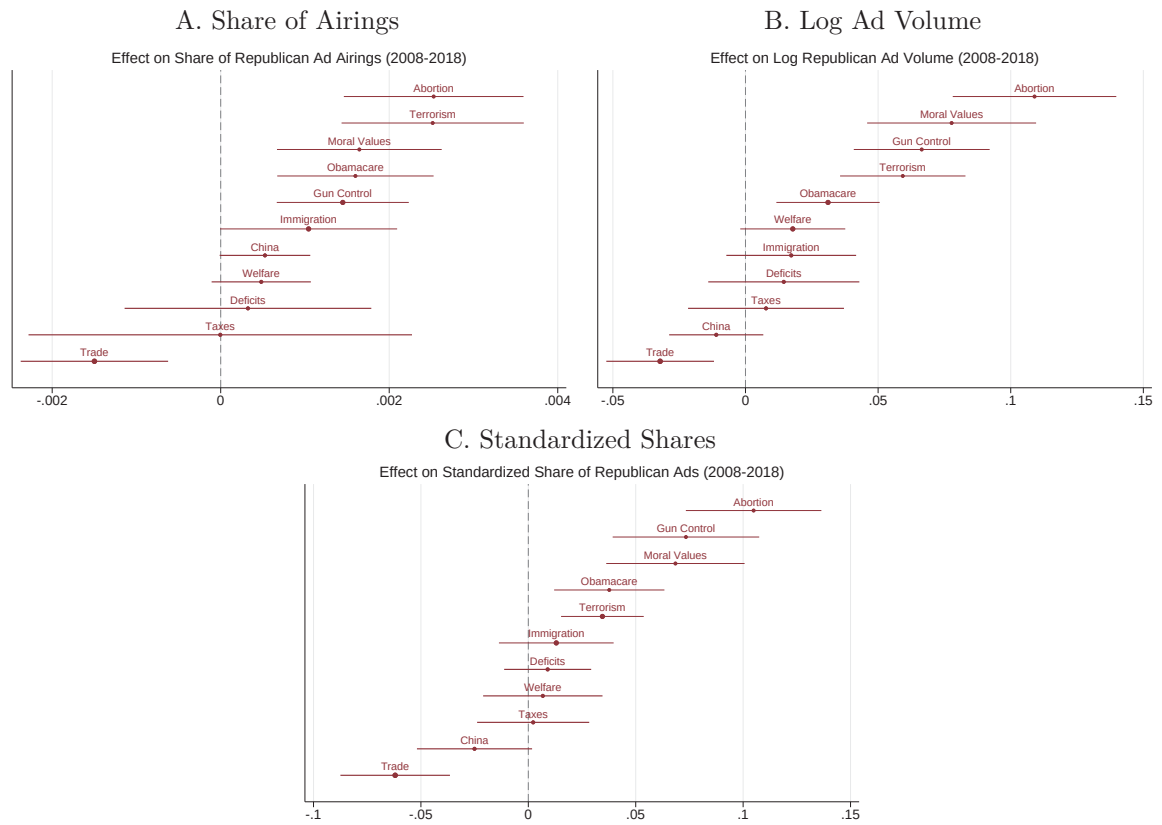 A. Share of Airings
Effect on Share of Republican Ad Airings (2008-2018)
Abortion
Terrorism
Moral Values
Obamacare
Gun Control
Immigration
China
Welfare
Deficits
Taxes
Trade
-.002 0 .002 .004
B. Log Ad Volume
Effect on Log Republican Ad Volume (2008-2018)
Abortion
Moral Values
Gun Control
Terrorism
Obamacare
Welfare
Immigration
Deficits
Taxes
China
Trade
-.05 0 .05 .1 .15
C. Standardized Shares
Effect on Standardized Share of Republican Ads (2008-2018)
Abortion
Gun Control
Moral Values
Obamacare
Terrorism
Immigration
Deficits
Welfare
Taxes
China
Trade
-.1 -.05 0 .05 .1 .15